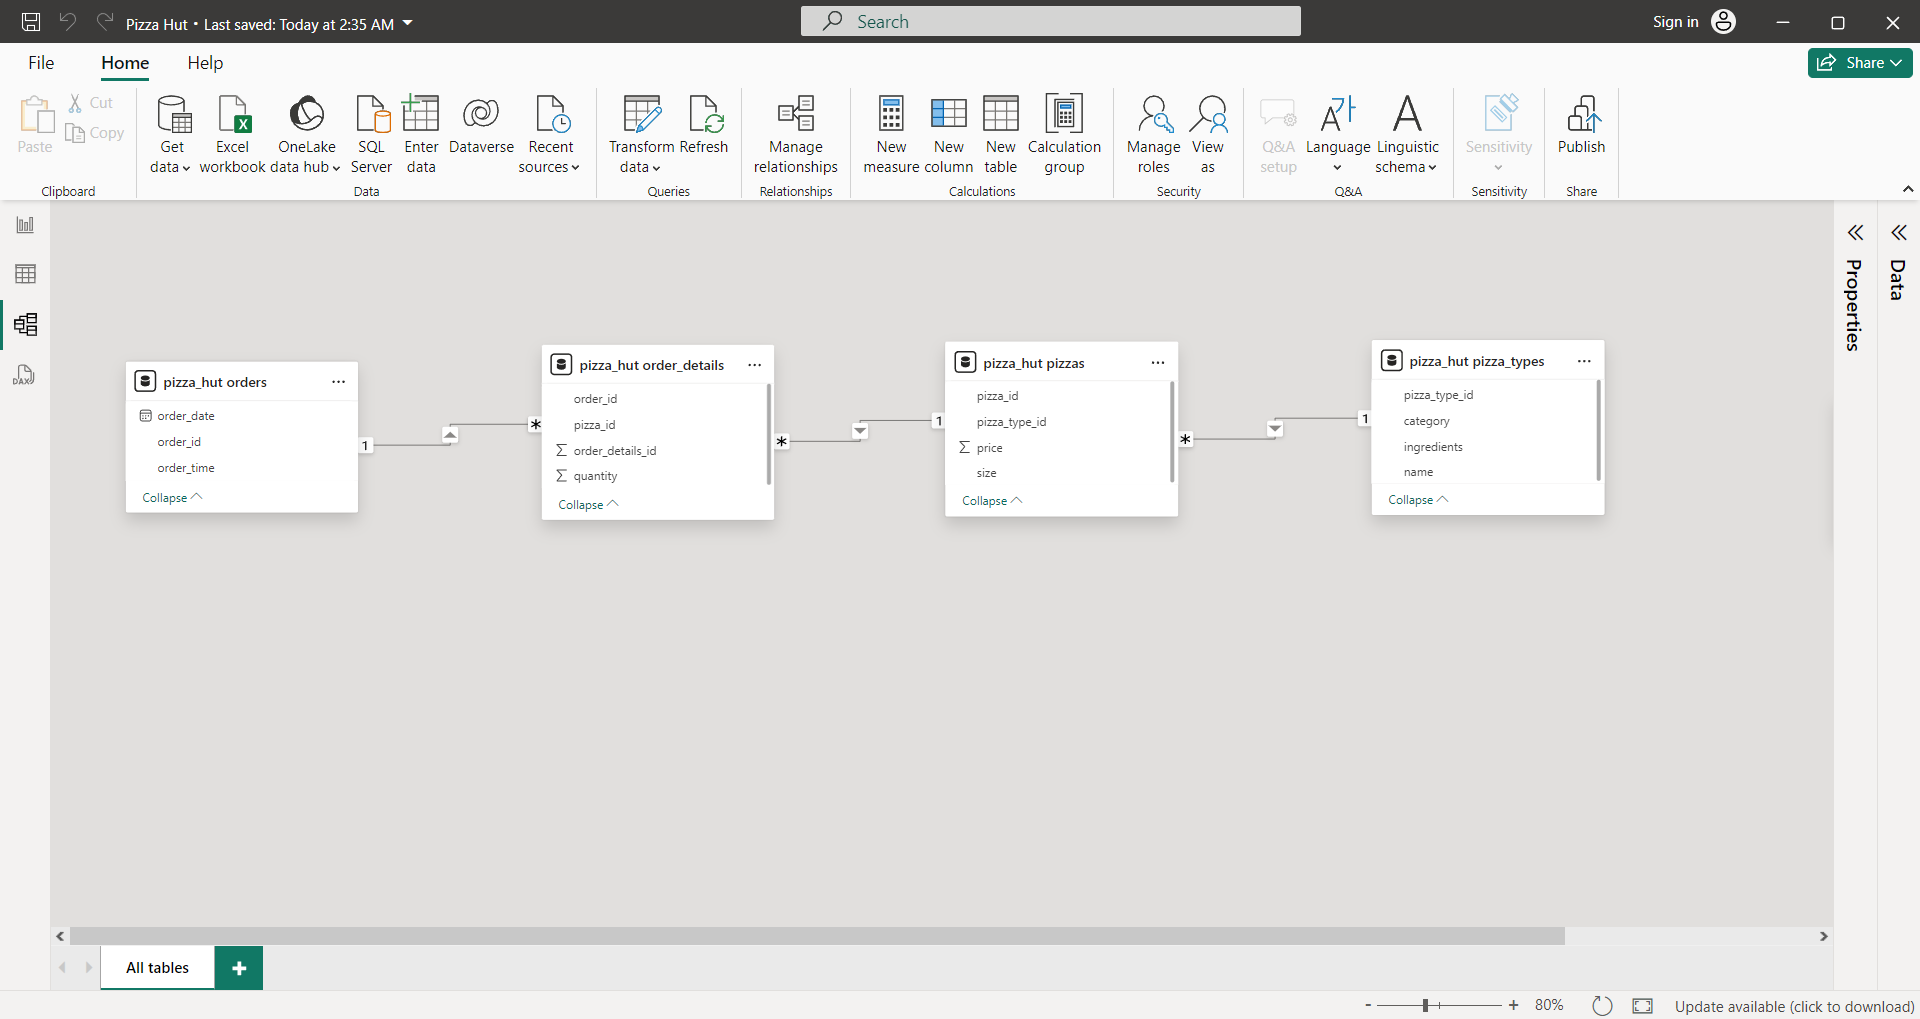 Pizza Hut • Last saved: Today at 2:35 AM
Search
Sign in
File
Home
Help
Share
Paste
Cut
Copy
Clipboard
Get data
Excel workbook
OneLake data hub
SQL Server
Enter data
Dataverse
Recent sources
Data
Transform data
Refresh
Queries
Manage relationships
Relationships
New measure
New column
New table
Calculation group
Calculations
Manage roles
View as
Security
Q&A setup
Language
Linguistic schema
Q&A
Sensitivity
Sensitivity
Publish
Share
DAX
pizza_hut orders
order_date
order_id
order_time
Collapse
1
*
pizza_hut order_details
order_id
pizza_id
∑ order_details_id
∑ quantity
Collapse
*
1
pizza_hut pizzas
pizza_id
pizza_type_id
∑ price
size
Collapse
*
1
pizza_hut pizza_types
pizza_type_id
category
ingredients
name
Collapse
Properties
Data
All tables
+
- + 80%
Update available (click to download)